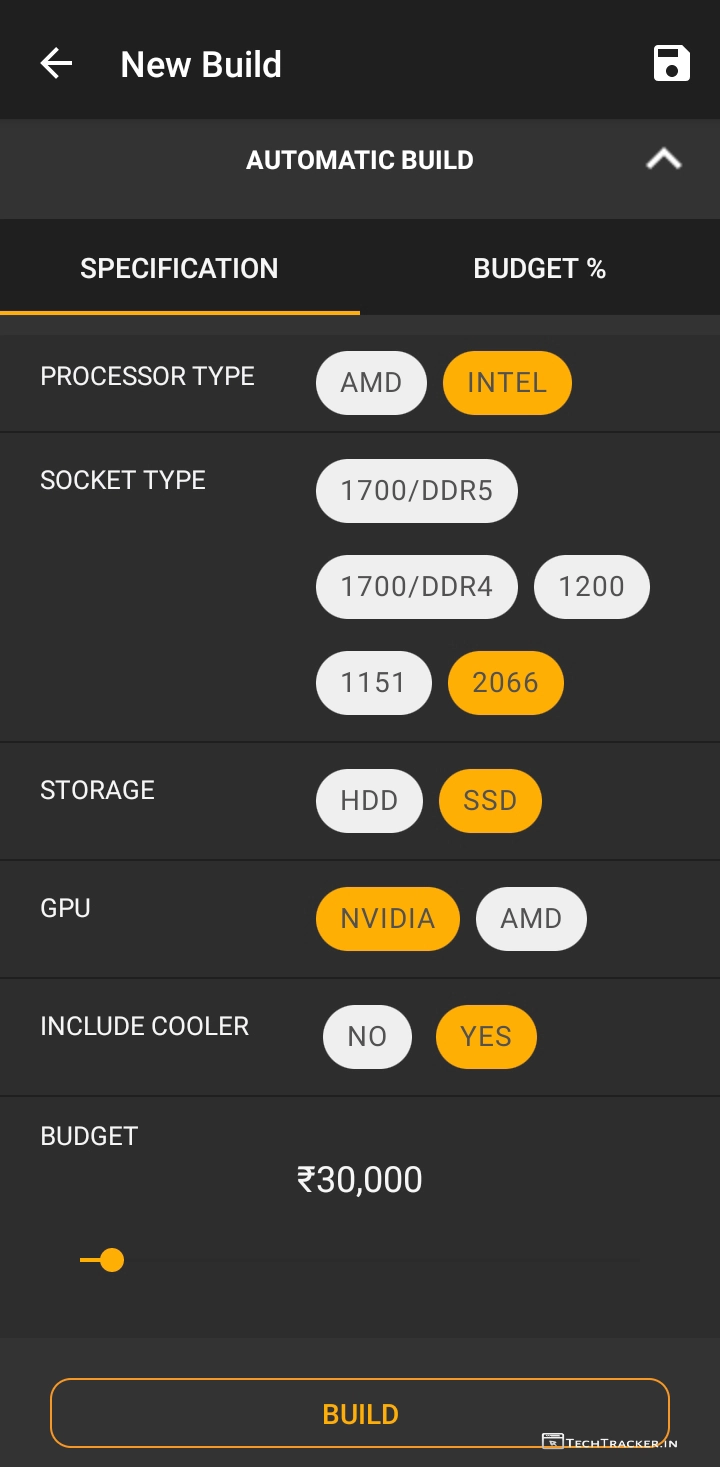 New Build
AUTOMATIC BUILD
SPECIFICATION BUDGET %
PROCESSOR TYPE AMD INTEL
SOCKET TYPE 1700/DDR5
1700/DDR4 1200
1151 2066
STORAGE HDD SSD
GPU NVIDIA AMD
INCLUDE COOLER NO YES
BUDGET
₹30,000
BUILD
TECHTRACKER.IN